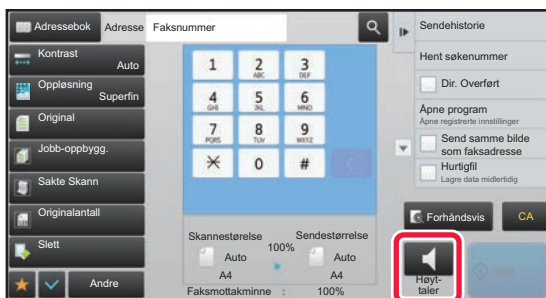 Adressebok
Adresse
Faksnummer
Kontrast
Auto
Oppløsning
Superfin
Original
Jobb-oppbygg.
Sakte Skann
Originalantall
Slett
Andre
1
2
ABC
3
DEF
4
GHI
5
JKL
6
MNO
7
PQRS
8
TUV
9
WXYZ
0
#
C
Skannestørelse
100%
Sendestørrelse
Auto
A4
Auto
A4
Faksmottakminne : 100%
Sendehistorie
Hent søkenummer
Dir. Overført
Åpne program
Åpne registrerte innstillinger
Send samme bilde
som faksadresse
Hurtigfil
Lagre data midlertidig
Forhåndsvis
CA
Høyt-
taler
Start